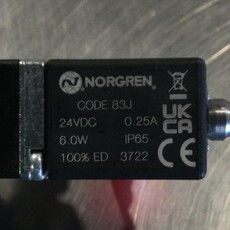 NORGREN
CODE 83J
24VDC 0.25A
6.0W IP65
100% ED 3722
UK
CA
CE